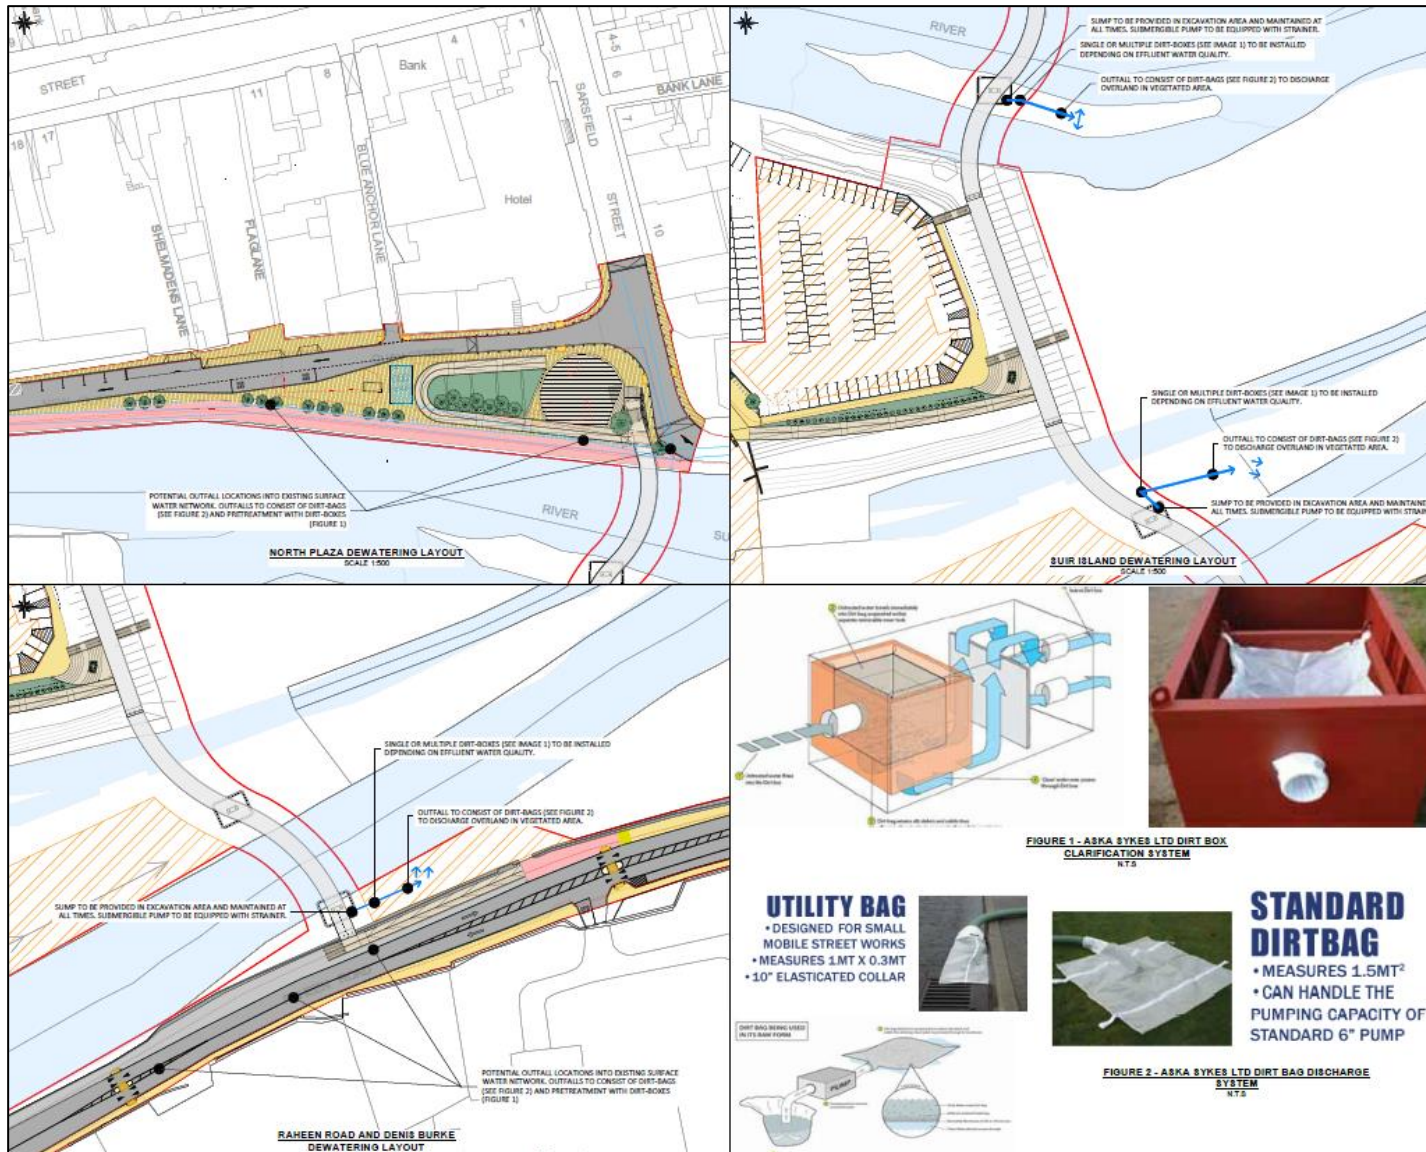 STREET
18
17
11
8
Bank
4
1
4-5
6
7
BANK LANE
SARSFIELD
STREET
10
Hotel
BLUE ANCHOR LANE
FLAGLANE
SHELMADENS LANE
POTENTIAL OUTFALL LOCATIONS INTO EXISTING SURFACE
WATER NETWORK. OUTFALLS TO CONSIST OF DIRT-BAGS
(SEE FIGURE 2) AND PRETREATMENT WITH DIRT-BOXES
(FIGURE 1)
RIVER
NORTH PLAZA DEWATERING LAYOUT
SCALE 1:500
RIVER
SUMP TO BE PROVIDED IN EXCAVATION AREA AND MAINTAINED AT
ALL TIMES. SUBMERGIBLE PUMP TO BE EQUIPPED WITH STRAINER.
SINGLE OR MULTIPLE DIRT-BOXES (SEE IMAGE 1) TO BE INSTALLED
DEPENDING ON EFFLUENT WATER QUALITY.
OUTFALL TO CONSIST OF DIRT-BAGS (SEE FIGURE 2) TO DISCHARGE
OVERLAND IN VEGETATED AREA.
SINGLE OR MULTIPLE DIRT-BOXES (SEE IMAGE 1) TO BE INSTALLED
DEPENDING ON EFFLUENT WATER QUALITY.
OUTFALL TO CONSIST OF DIRT-BAGS (SEE FIGURE 2)
TO DISCHARGE OVERLAND IN VEGETATED AREA.
SUMP TO BE PROVIDED IN EXCAVATION AREA AND MAINTAINE
ALL TIMES. SUBMERGIBLE PUMP TO BE EQUIPPED WITH STRAIN
SUIR ISLAND DEWATERING LAYOUT
SCALE 1:500
SINGLE OR MULTIPLE DIRT-BOXES (SEE IMAGE 1) TO BE INSTALLED
DEPENDING ON EFFLUENT WATER QUALITY.
OUTFALL TO CONSIST OF DIRT-BAGS (SEE FIGURE 2)
TO DISCHARGE OVERLAND IN VEGETATED AREA.
SUMP TO BE PROVIDED IN EXCAVATION AREA AND MAINTAINED AT
ALL TIMES. SUBMERGIBLE PUMP TO BE EQUIPPED WITH STRAINER.
POTENTIAL OUTFALL LOCATIONS INTO EXISTING SURFACE
WATER NETWORK. OUTFALLS TO CONSIST OF DIRT-BAGS
(SEE FIGURE 2) AND PRETREATMENT WITH DIRT-BOXES
(FIGURE 1)
RAHEEN ROAD AND DENIS BURKE
DEWATERING LAYOUT
FIGURE 1 - ASKA SYKES LTD DIRT BOX
CLARIFICATION SYSTEM
N.T.S
UTILITY BAG
• DESIGNED FOR SMALL
MOBILE STREET WORKS
• MEASURES 1MT X 0.3MT
• 10" ELASTICATED COLLAR
STANDARD
DIRTBAG
• MEASURES 1.5MT²
• CAN HANDLE THE
PUMPING CAPACITY OF
STANDARD 6" PUMP
DIRT BAG BEING USED
IN ITS RAW FORM
PUMP
FIGURE 2 - ASKA SYKES LTD DIRT BAG DISCHARGE
SYSTEM
N.T.S